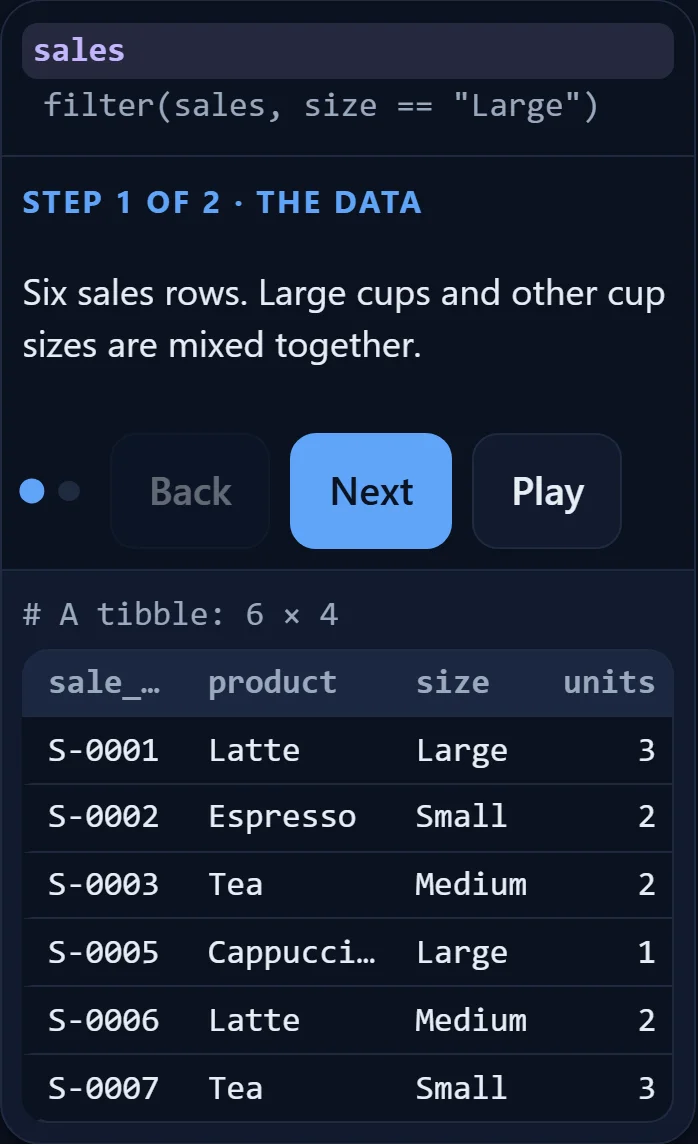 sales
filter(sales, size == "Large")
STEP 1 OF 2 · THE DATA
Six sales rows. Large cups and other cup
sizes are mixed together.
Back Next Play
# A tibble: 6 × 4
sale_… product size units
S-0001 Latte Large 3
S-0002 Espresso Small 2
S-0003 Tea Medium 2
S-0005 Cappucci… Large 1
S-0006 Latte Medium 2
S-0007 Tea Small 3